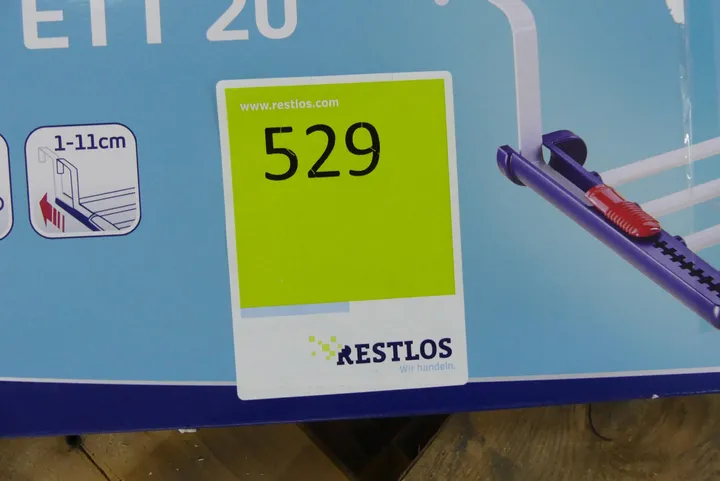 ETT 20
1-11cm
www.restlos.com
529
RESTLOS
Wir handeln.